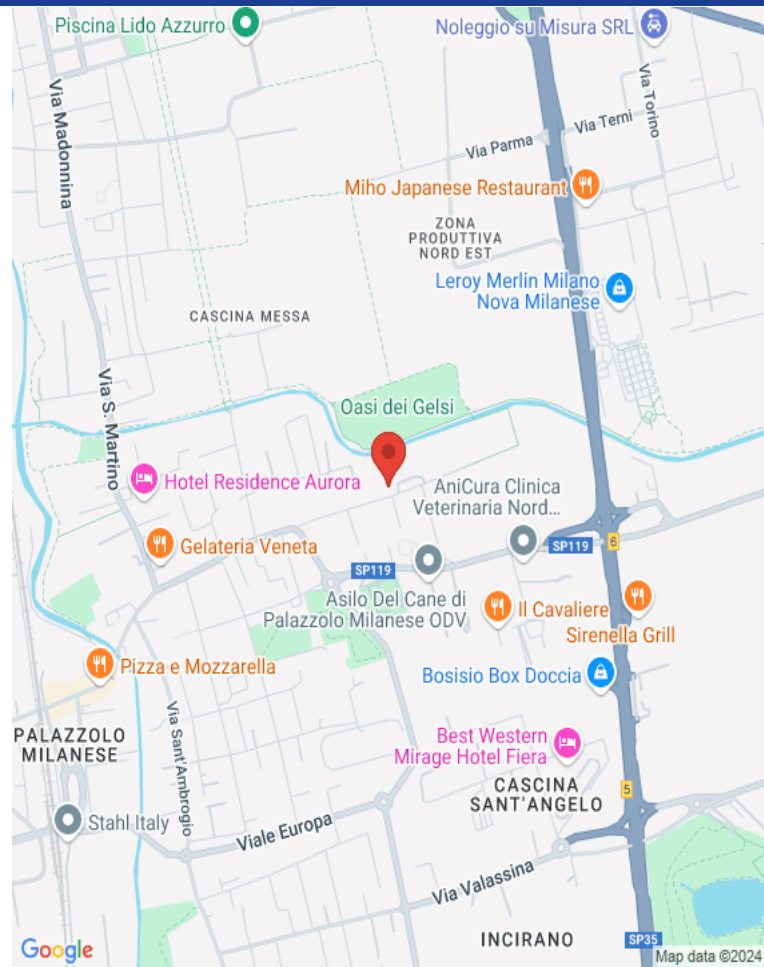 Piscina Lido Azzurro
Noleggio su Misura SRL
Via Madonnina
Via Torino
Via Terni
Via Parma
Miho Japanese Restaurant
ZONA
PRODUTTIVA
NORD EST
Leroy Merlin Milano
Nova Milanese
CASCINA MESSA
Via S. Martino
Oasi dei Gelsi
Hotel Residence Aurora
AniCura Clinica
Veterinaria Nord...
Gelateria Veneta
SP119
6
SP119
Asilo Del Cane di
Palazzolo Milanese ODV
Il Cavaliere
Sirenella Grill
Pizza e Mozzarella
Bosisio Box Doccia
Via Sant'Ambrogio
PALAZZOLO
MILANESE
Best Western
Mirage Hotel Fiera
CASCINA
SANT'ANGELO
5
Stahl Italy
Viale Europa
Via Valassina
INCIRANO
SP35
Google
Map data ©2024